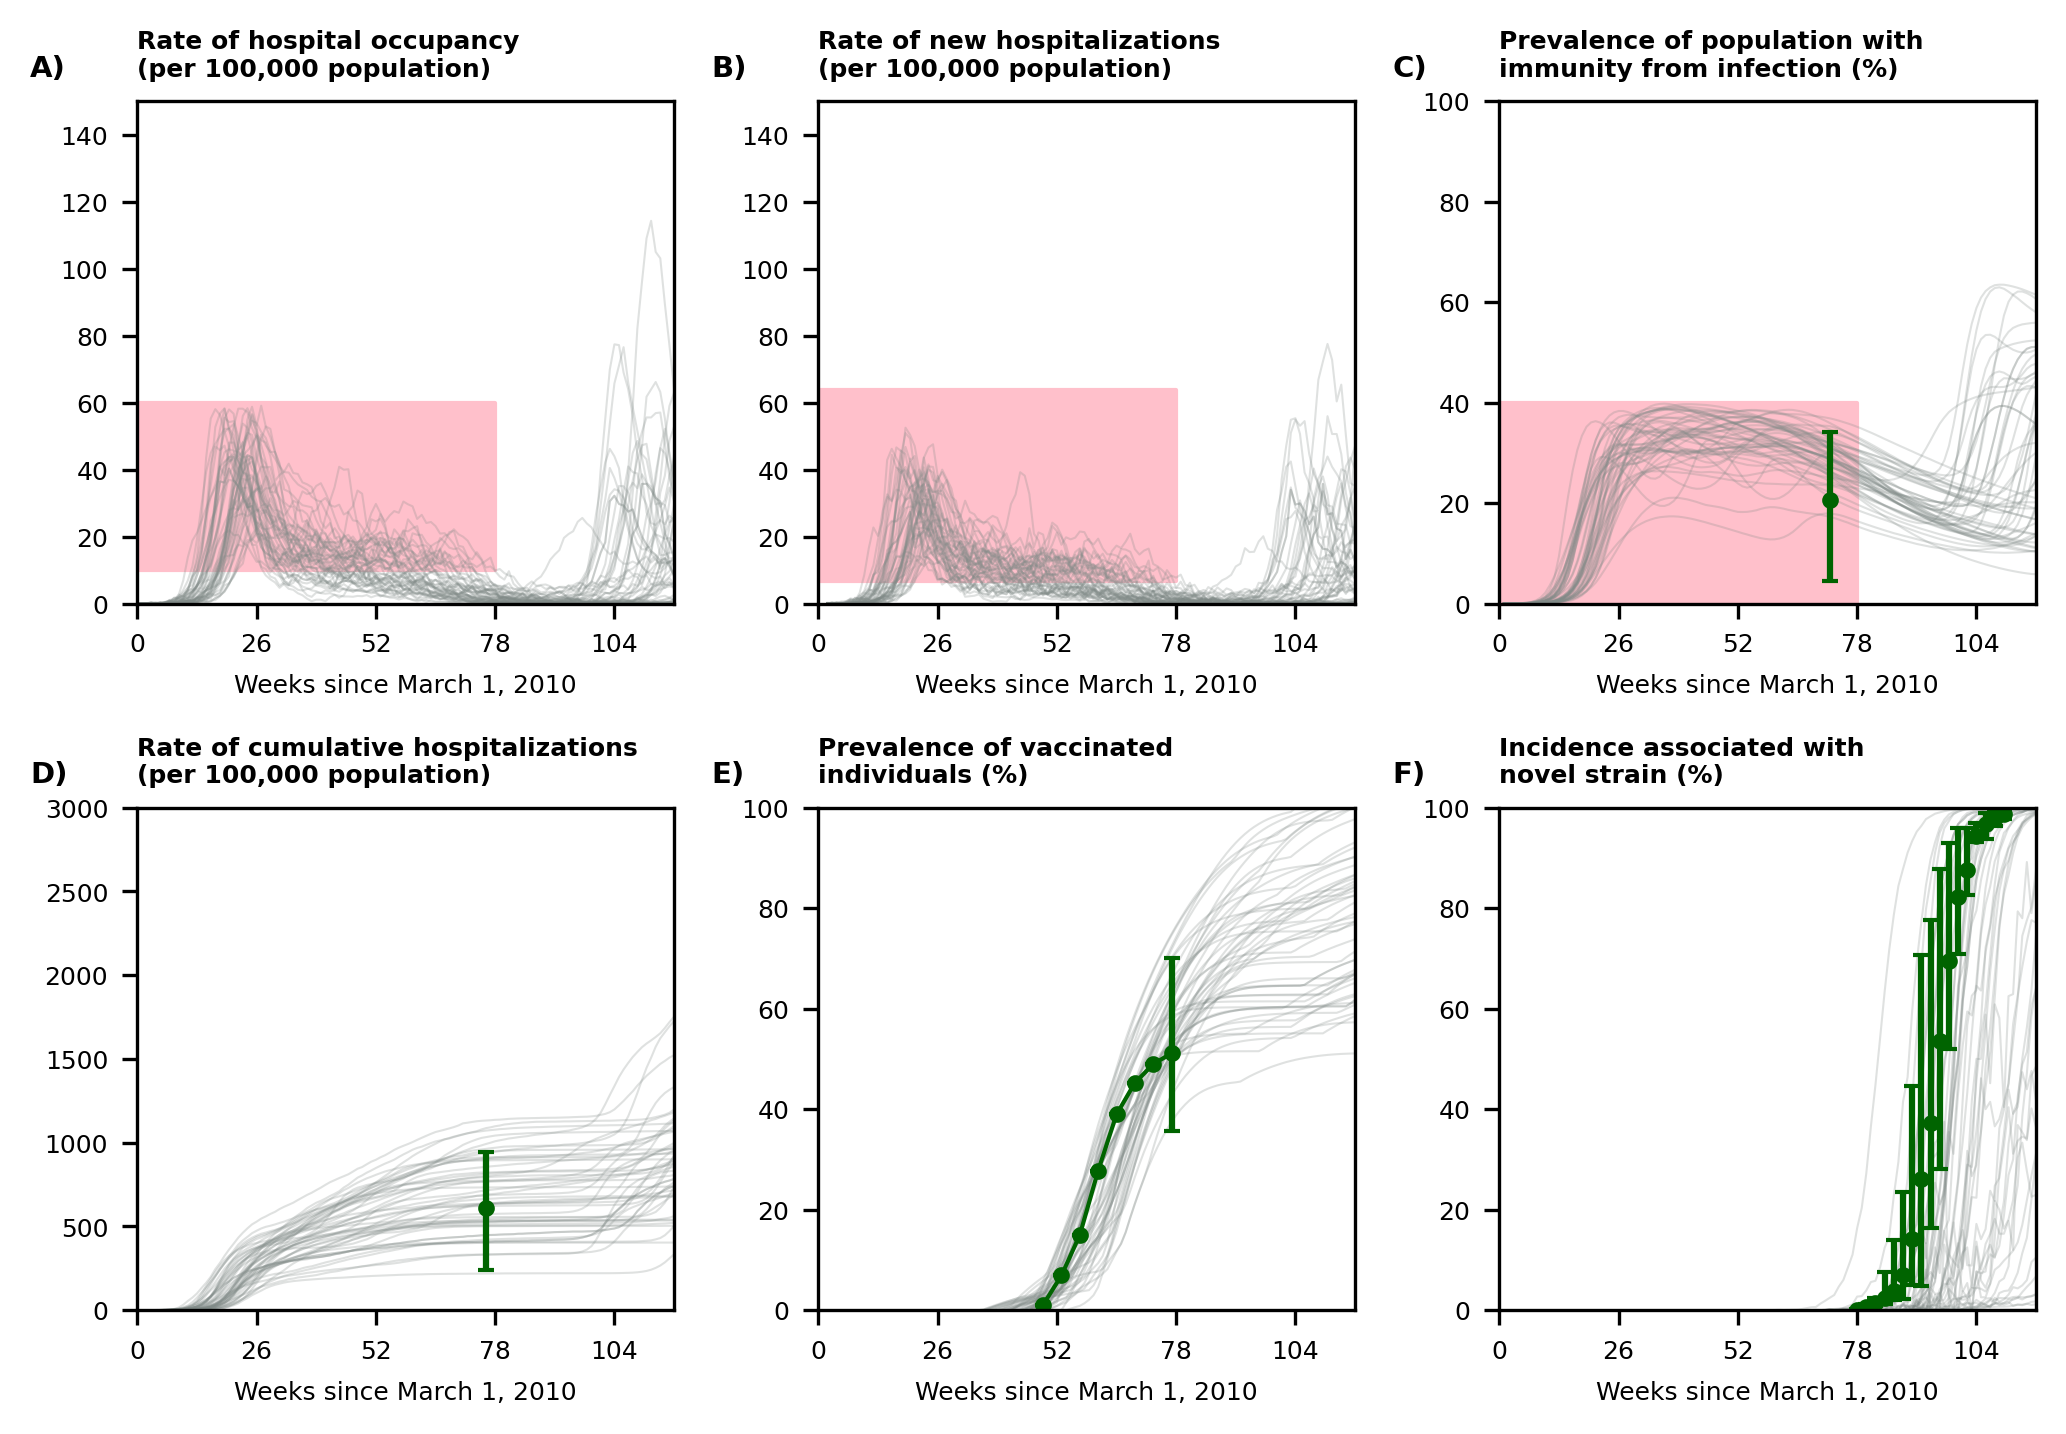 A)
Rate of hospital occupancy
(per 100,000 population)
140
120
100
80
60
40
20
0
0 26 52 78 104
Weeks since March 1, 2010
B)
Rate of new hospitalizations
(per 100,000 population)
140
120
100
80
60
40
20
0
0 26 52 78 104
Weeks since March 1, 2010
C)
Prevalence of population with
immunity from infection (%)
100
80
60
40
20
0
0 26 52 78 104
Weeks since March 1, 2010
D)
Rate of cumulative hospitalizations
(per 100,000 population)
3000
2500
2000
1500
1000
500
0
0 26 52 78 104
Weeks since March 1, 2010
E)
Prevalence of vaccinated
individuals (%)
100
80
60
40
20
0
0 26 52 78 104
Weeks since March 1, 2010
F)
Incidence associated with
novel strain (%)
100
80
60
40
20
0
0 26 52 78 104
Weeks since March 1, 2010